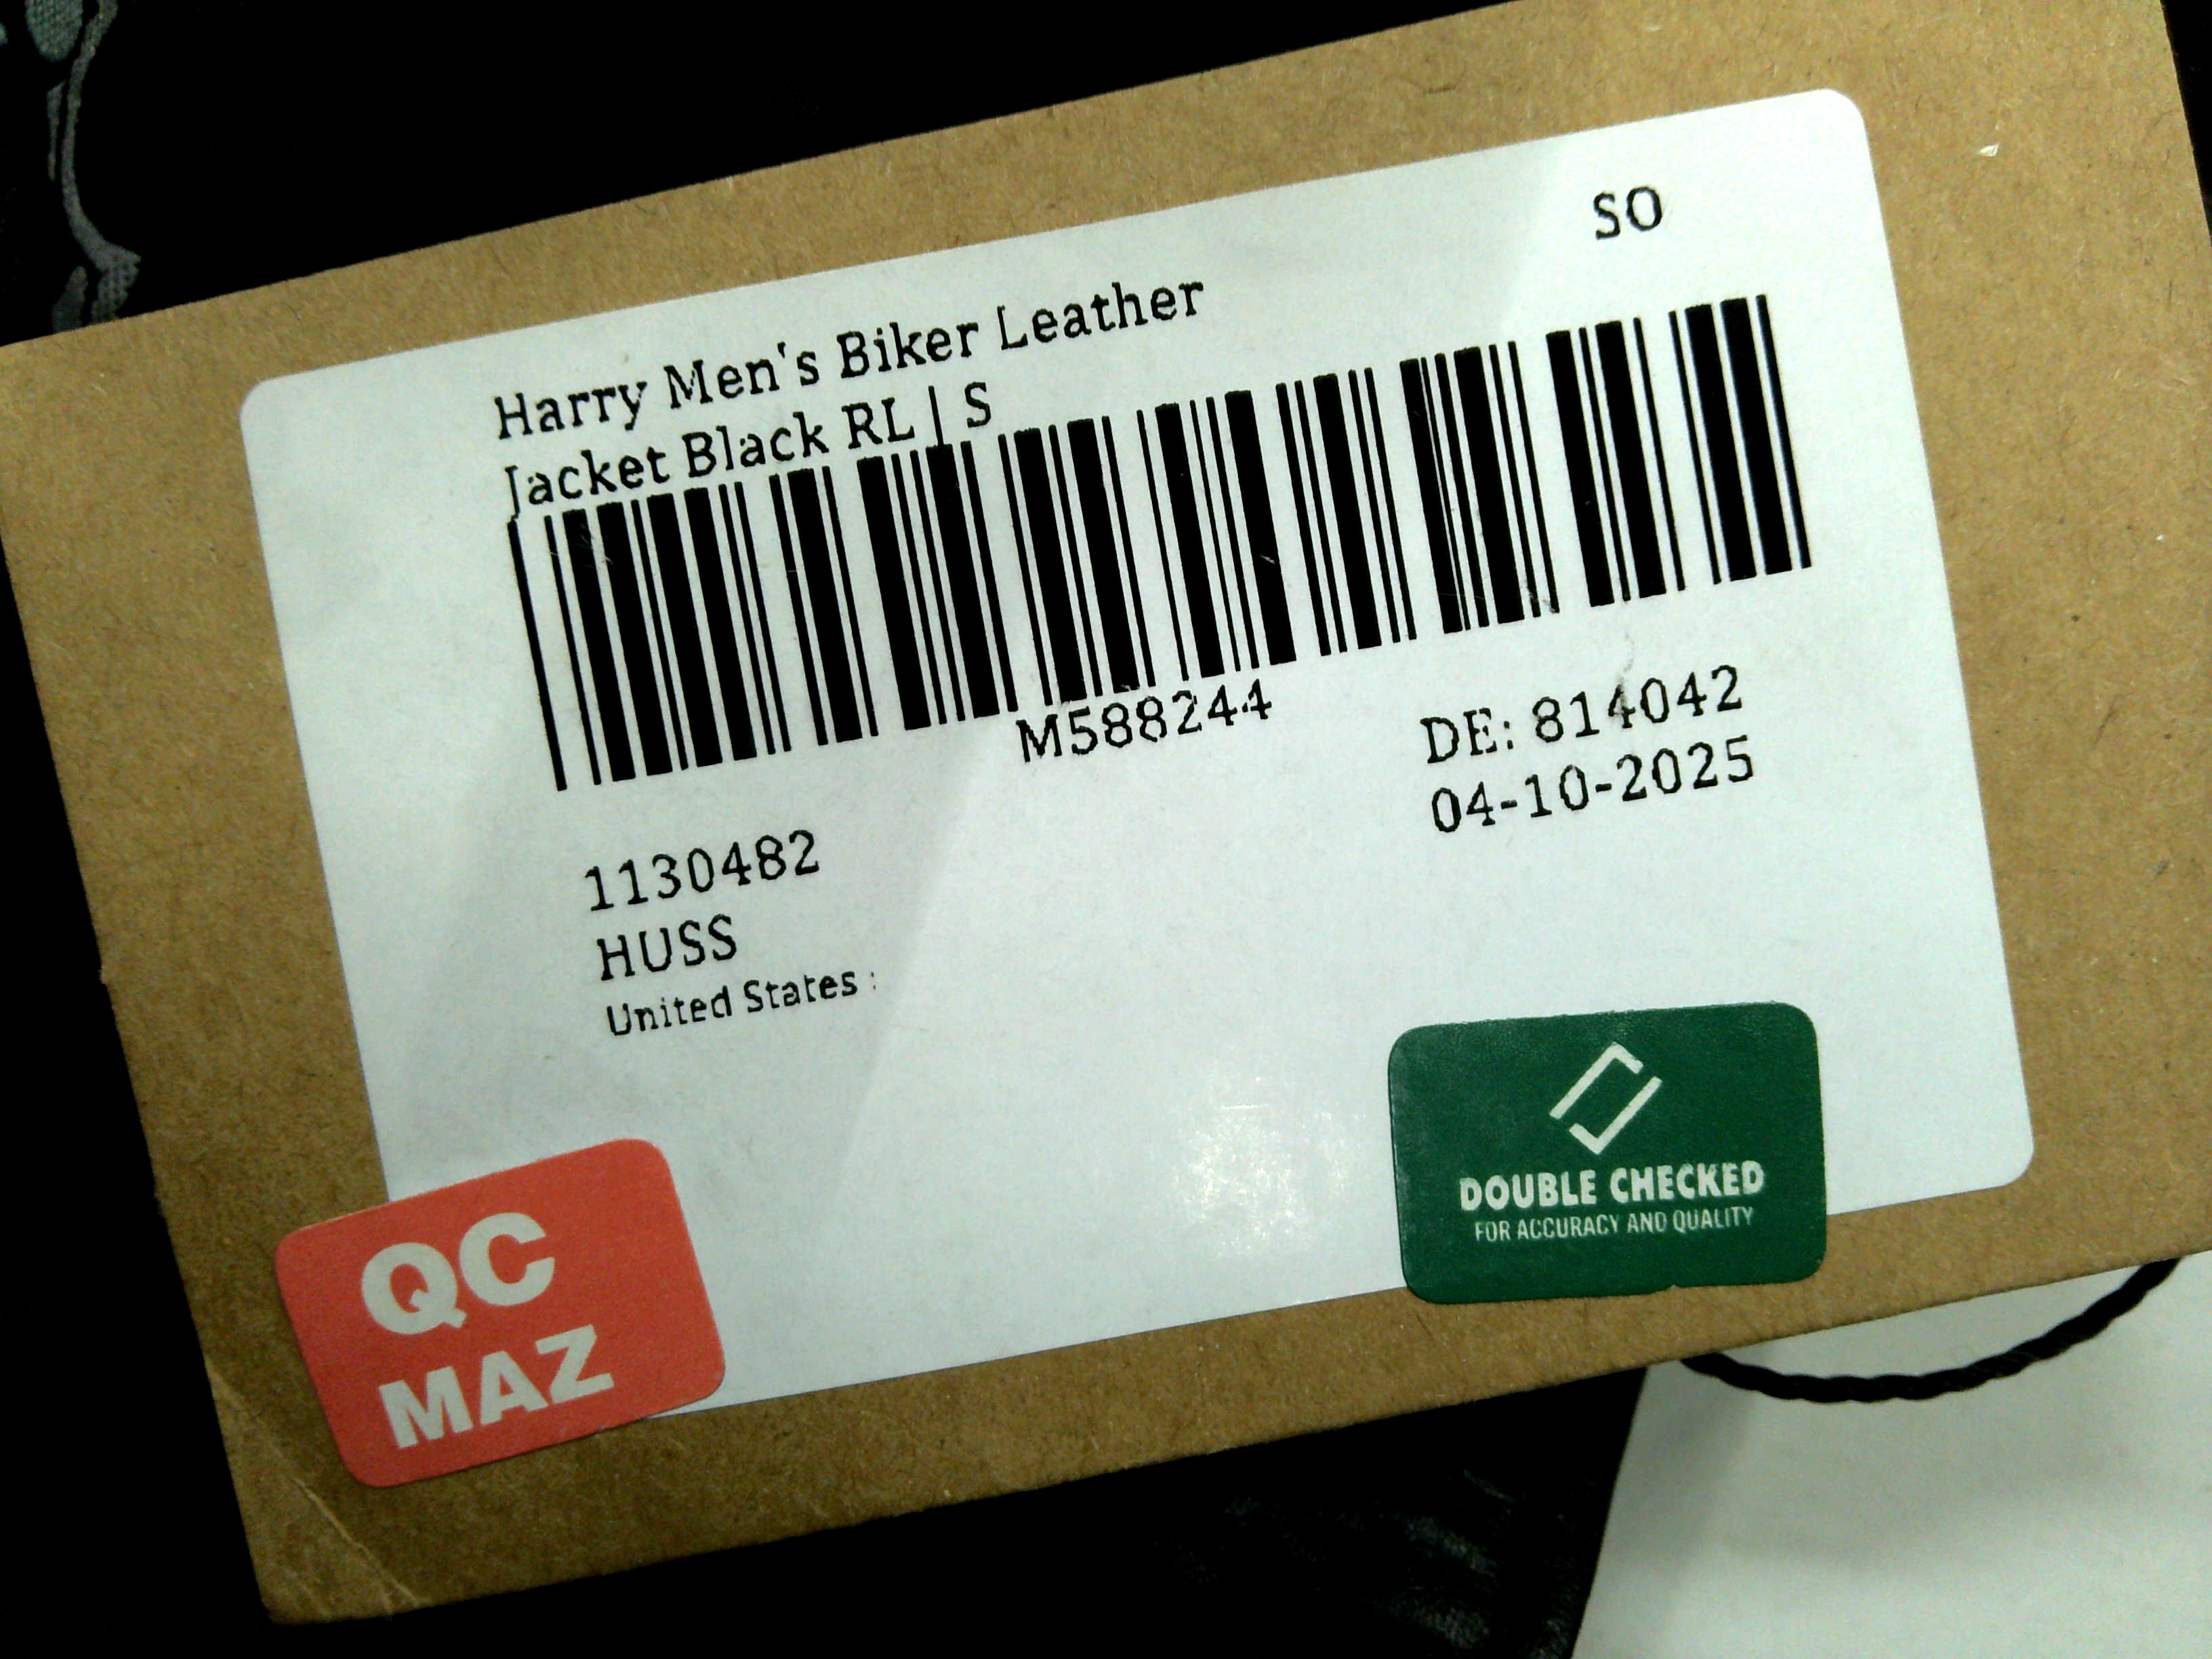 SO
Harry Men's Biker Leather
Jacket Black RL | S
M588244
DE: 814042
04-10-2025
1130482
HUSS
United States :
DOUBLE CHECKED
FOR ACCURACY AND QUALITY
QC
MAZ